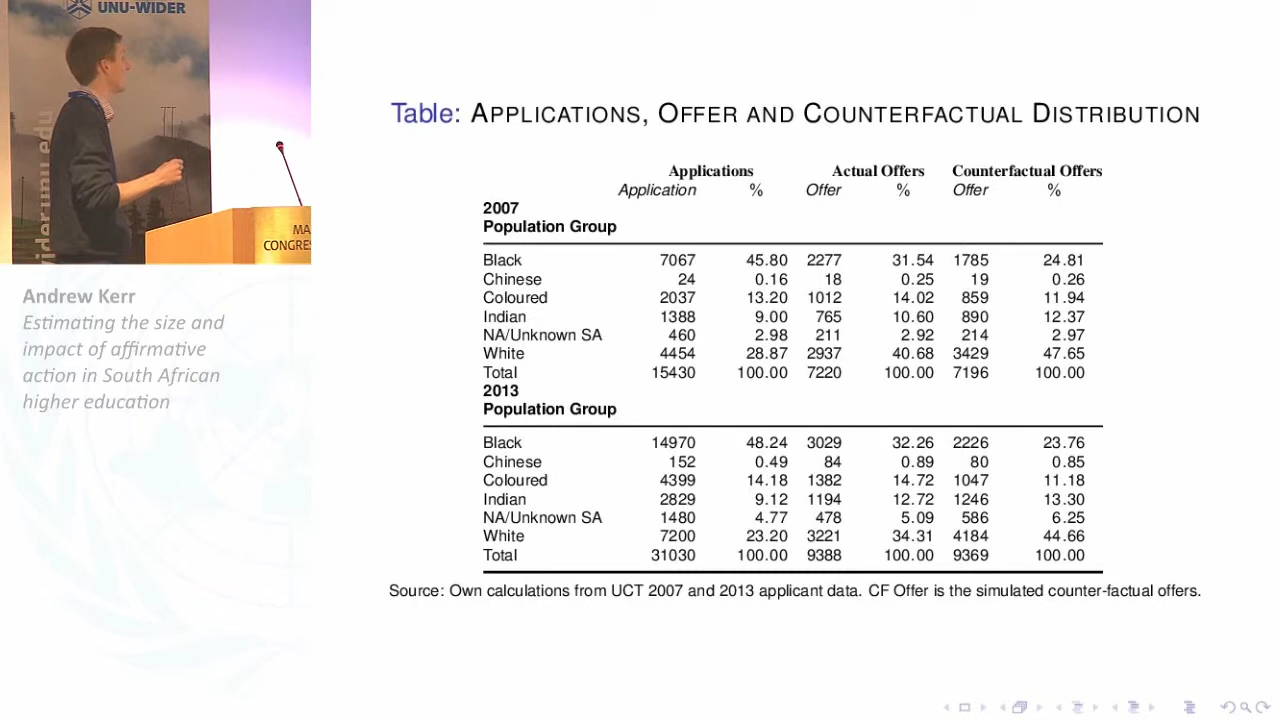 UNU-WIDER
wider.unu.edu
MA
CONGRES
Andrew Kerr
Estimating the size and
impact of affirmative
action in South African
higher education
Table: APPLICATIONS, OFFER AND COUNTERFACTUAL DISTRIBUTION
Applications Actual Offers Counterfactual Offers
Application % Offer % Offer %
2007
Population Group
Black 7067 45.80 2277 31.54 1785 24.81
Chinese 24 0.16 18 0.25 19 0.26
Coloured 2037 13.20 1012 14.02 859 11.94
Indian 1388 9.00 765 10.60 890 12.37
NA/Unknown SA 460 2.98 211 2.92 214 2.97
White 4454 28.87 2937 40.68 3429 47.65
Total 15430 100.00 7220 100.00 7196 100.00
2013
Population Group
Black 14970 48.24 3029 32.26 2226 23.76
Chinese 152 0.49 84 0.89 80 0.85
Coloured 4399 14.18 1382 14.72 1047 11.18
Indian 2829 9.12 1194 12.72 1246 13.30
NA/Unknown SA 1480 4.77 478 5.09 586 6.25
White 7200 23.20 3221 34.31 4184 44.66
Total 31030 100.00 9388 100.00 9369 100.00
Source: Own calculations from UCT 2007 and 2013 applicant data. CF Offer is the simulated counter-factual offers.